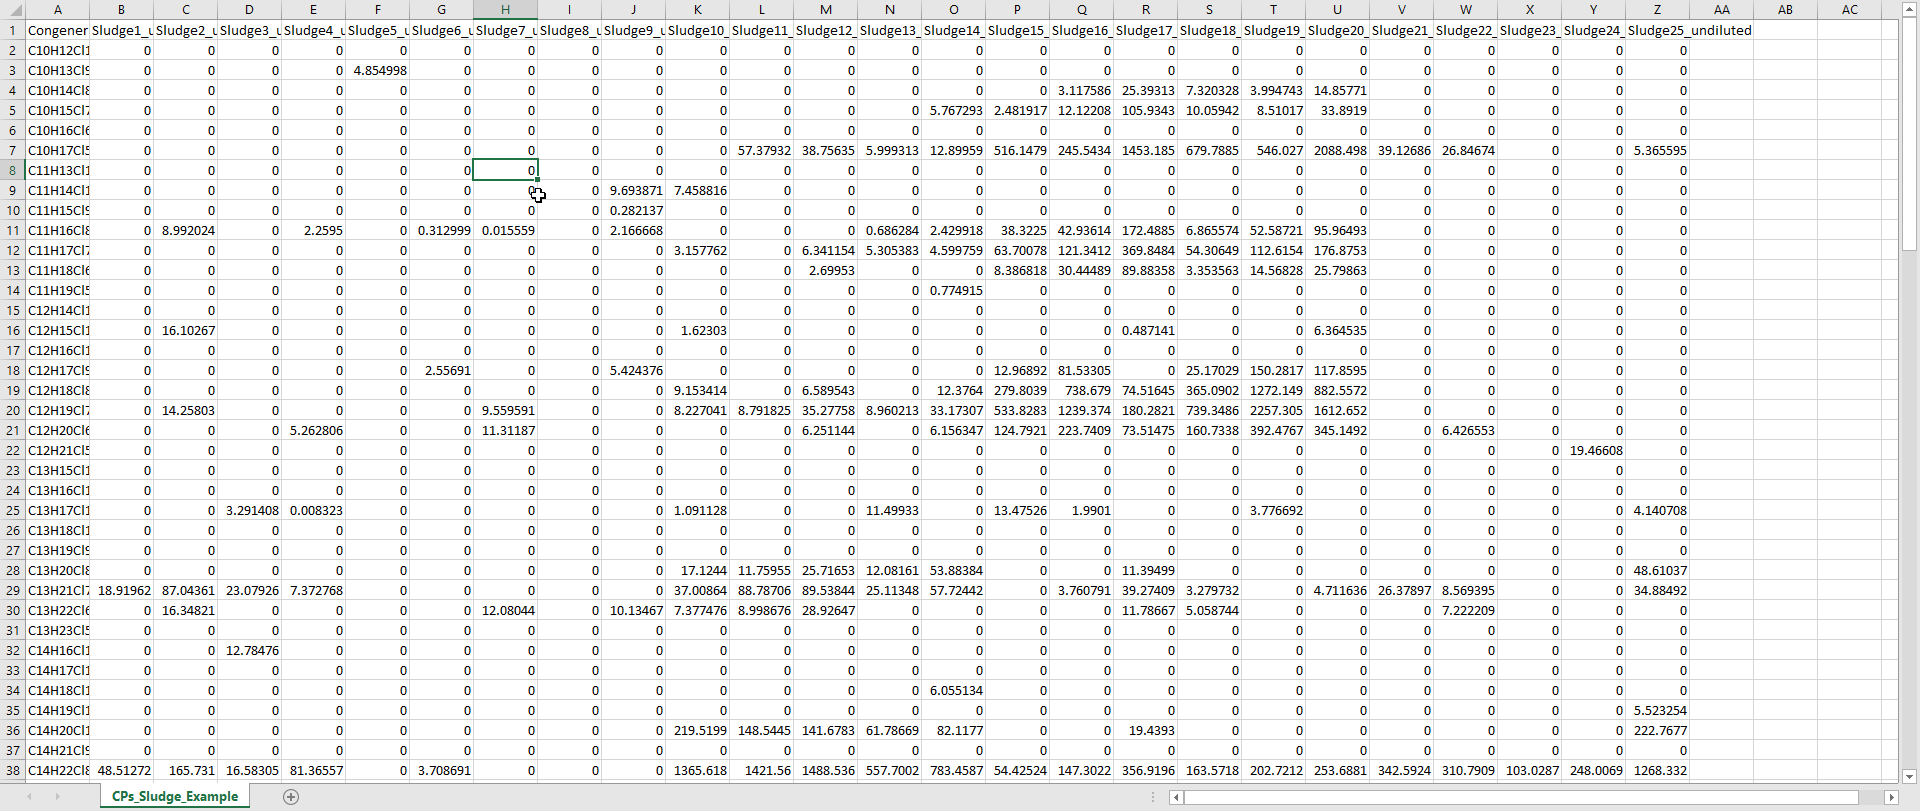 A B C D E F G H I J K L M N O P Q R S T U V W X Y Z AA AB AC
1 Congener Sludge1_u Sludge2_u Sludge3_u Sludge4_u Sludge5_u Sludge6_u Sludge7_u Sludge8_u Sludge9_u Sludge10_ Sludge11_ Sludge12_ Sludge13_ Sludge14_ Sludge15_ Sludge16_ Sludge17_ Sludge18_ Sludge19_ Sludge20_ Sludge21_ Sludge22_ Sludge23_ Sludge24_ Sludge25_undiluted
2 C10H12Cl1 0 0 0 0 0 0 0 0 0 0 0 0 0 0 0 0 0 0 0 0 0 0 0 0 0
3 C10H13Cl9 0 0 0 0 4.854998 0 0 0 0 0 0 0 0 0 0 0 0 0 0 0 0 0 0 0 0
4 C10H14Cl8 0 0 0 0 0 0 0 0 0 0 0 0 0 0 0 3.117586 25.39313 7.320328 3.994743 14.85771 0 0 0 0 0
5 C10H15Cl7 0 0 0 0 0 0 0 0 0 0 0 0 0 5.767293 2.481917 12.12208 105.9343 10.05942 8.51017 33.8919 0 0 0 0 0
6 C10H16Cl6 0 0 0 0 0 0 0 0 0 0 0 0 0 0 0 0 0 0 0 0 0 0 0 0 0
7 C10H17Cl5 0 0 0 0 0 0 0 0 0 0 57.37932 38.75635 5.999313 12.89959 516.1479 245.5434 1453.185 679.7885 546.027 2088.498 39.12686 26.84674 0 0 5.365595
8 C11H13Cl1 0 0 0 0 0 0 0 0 0 0 0 0 0 0 0 0 0 0 0 0 0 0 0 0 0
9 C11H14Cl1 0 0 0 0 0 0 0 0 9.693871 7.458816 0 0 0 0 0 0 0 0 0 0 0 0 0 0 0
10 C11H15Cl9 0 0 0 0 0 0 0 0 0.282137 0 0 0 0 0 0 0 0 0 0 0 0 0 0 0 0
11 C11H16Cl8 0 8.992024 0 2.2595 0 0.312999 0.015559 0 2.166668 0 0 0 0.686284 2.429918 38.3225 42.93614 172.4885 6.865574 52.58721 95.96493 0 0 0 0 0
12 C11H17Cl7 0 0 0 0 0 0 0 0 0 3.157762 0 6.341154 5.305383 4.599759 63.70078 121.3412 369.8484 54.30649 112.6154 176.8753 0 0 0 0 0
13 C11H18Cl6 0 0 0 0 0 0 0 0 0 0 0 2.69953 0 0 8.386818 30.44489 89.88358 3.353563 14.56828 25.79863 0 0 0 0 0
14 C11H19Cl5 0 0 0 0 0 0 0 0 0 0 0 0 0 0.774915 0 0 0 0 0 0 0 0 0 0 0
15 C12H14Cl1 0 0 0 0 0 0 0 0 0 0 0 0 0 0 0 0 0 0 0 0 0 0 0 0 0
16 C12H15Cl1 0 16.10267 0 0 0 0 0 0 0 1.62303 0 0 0 0 0 0 0.487141 0 0 6.364535 0 0 0 0 0
17 C12H16Cl1 0 0 0 0 0 0 0 0 0 0 0 0 0 0 0 0 0 0 0 0 0 0 0 0 0
18 C12H17Cl9 0 0 0 0 0 2.55691 0 0 5.424376 0 0 0 0 0 12.96892 81.53305 0 25.17029 150.2817 117.8595 0 0 0 0 0
19 C12H18Cl8 0 0 0 0 0 0 0 0 0 9.153414 0 6.589543 0 12.3764 279.8039 738.679 74.51645 365.0902 1272.149 882.5572 0 0 0 0 0
20 C12H19Cl7 0 14.25803 0 0 0 0 9.559591 0 0 8.227041 8.791825 35.27758 8.960213 33.17307 533.8283 1239.374 180.2821 739.3486 2257.305 1612.652 0 0 0 0 0
21 C12H20Cl6 0 0 0 5.262806 0 0 11.31187 0 0 0 0 6.251144 0 6.156347 124.7921 223.7409 73.51475 160.7338 392.4767 345.1492 0 6.426553 0 0 0
22 C12H21Cl5 0 0 0 0 0 0 0 0 0 0 0 0 0 0 0 0 0 0 0 0 0 0 0 19.46608 0
23 C13H15Cl1 0 0 0 0 0 0 0 0 0 0 0 0 0 0 0 0 0 0 0 0 0 0 0 0 0
24 C13H16Cl1 0 0 0 0 0 0 0 0 0 0 0 0 0 0 0 0 0 0 0 0 0 0 0 0 0
25 C13H17Cl1 0 0 3.291408 0.008323 0 0 0 0 0 1.091128 0 0 11.49933 0 13.47526 1.9901 0 0 3.776692 0 0 0 0 0 4.140708
26 C13H18Cl1 0 0 0 0 0 0 0 0 0 0 0 0 0 0 0 0 0 0 0 0 0 0 0 0 0
27 C13H19Cl9 0 0 0 0 0 0 0 0 0 0 0 0 0 0 0 0 0 0 0 0 0 0 0 0 0
28 C13H20Cl8 0 0 0 0 0 0 0 0 0 17.1244 11.75955 25.71653 12.08161 53.88384 0 0 11.39499 0 0 0 0 0 0 0 48.61037
29 C13H21Cl7 18.91962 87.04361 23.07926 7.372768 0 0 0 0 0 37.00864 88.78706 89.53844 25.11348 57.72442 0 3.760791 39.27409 3.279732 0 4.711636 26.37897 8.569395 0 0 34.88492
30 C13H22Cl6 0 16.34821 0 0 0 0 12.08044 0 10.13467 7.377476 8.998676 28.92647 0 0 0 0 11.78667 5.058744 0 0 0 7.222209 0 0 0
31 C13H23Cl5 0 0 0 0 0 0 0 0 0 0 0 0 0 0 0 0 0 0 0 0 0 0 0 0 0
32 C14H16Cl1 0 0 12.78476 0 0 0 0 0 0 0 0 0 0 0 0 0 0 0 0 0 0 0 0 0 0
33 C14H17Cl1 0 0 0 0 0 0 0 0 0 0 0 0 0 0 0 0 0 0 0 0 0 0 0 0 0
34 C14H18Cl1 0 0 0 0 0 0 0 0 0 0 0 0 0 6.055134 0 0 0 0 0 0 0 0 0 0 0
35 C14H19Cl1 0 0 0 0 0 0 0 0 0 0 0 0 0 0 0 0 0 0 0 0 0 0 0 0 5.523254
36 C14H20Cl1 0 0 0 0 0 0 0 0 0 219.5199 148.5445 141.6783 61.78669 82.1177 0 0 19.4393 0 0 0 0 0 0 0 222.7677
37 C14H21Cl9 0 0 0 0 0 0 0 0 0 0 0 0 0 0 0 0 0 0 0 0 0 0 0 0 0
38 C14H22Cl8 48.51272 165.731 16.58305 81.36557 0 3.708691 0 0 0 1365.618 1421.56 1488.536 557.7002 783.4587 54.42524 147.3022 356.9196 163.5718 202.7212 253.6881 342.5924 310.7909 103.0287 248.0069 1268.332
CPs_Sludge_Example